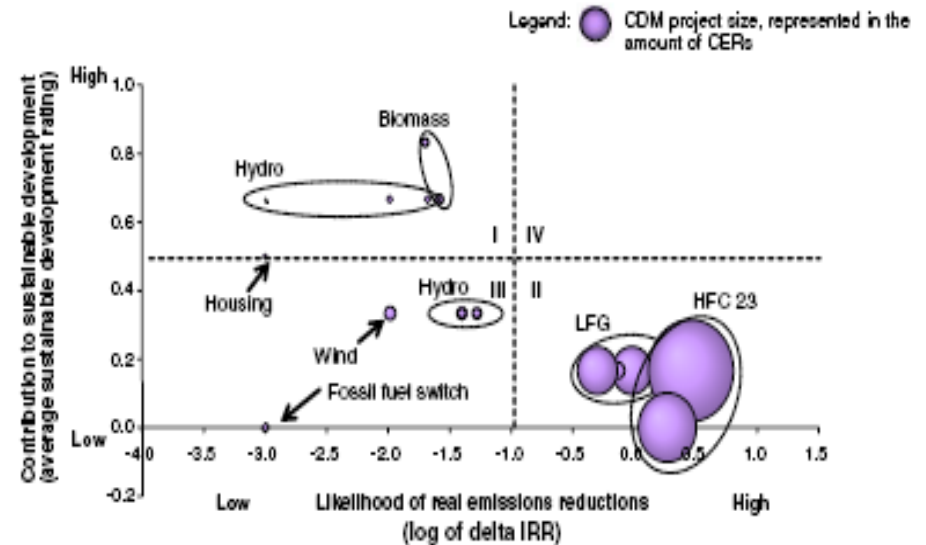 Legend: CDM project size, represented in the
amount of CERs
Contribution to sustainable development
(average sustainable development rating)
High 1.0
Biomass
0.8
Hydro
0.6
I IV
0.4
Housing
Hydro III II
HFC 23
LFG
Wind
0.2
Fossil fuel switch
Low 0.0
-4.0 -3.5 -3.0 -2.5 -2.0 -1.5 -1.0 -0.5 0.0 0.5 1.0 1.5
-0.2
Low Likelihood of real emissions reductions High
(log of delta IRR)